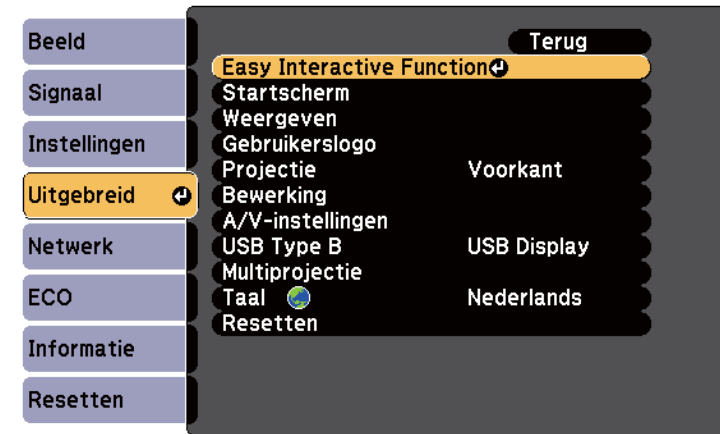 Beeld
Signaal
Instellingen
Uitgebreid
Netwerk
ECO
Informatie
Resetten
Terug
Easy Interactive Function
Startscherm
Weergeven
Gebruikerslogo
Projectie Voorkant
Bewerking
A/V-instellingen
USB Type B USB Display
Multiprojectie
Taal Nederlands
Resetten